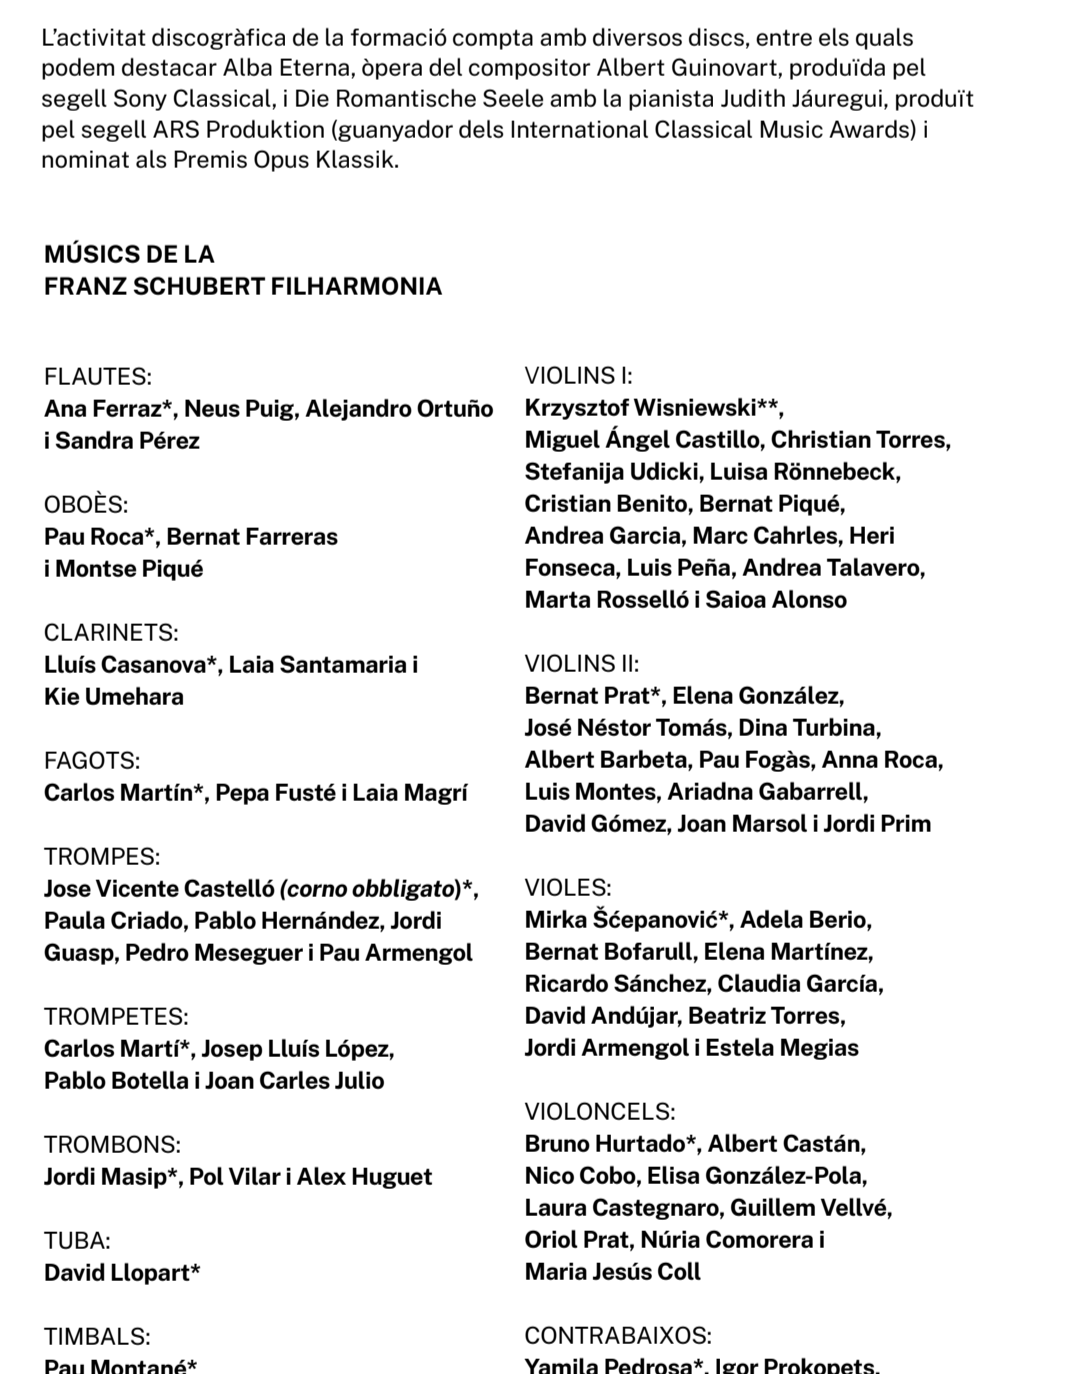 L’activitat discogràfica de la formació compta amb diversos discs, entre els quals
podem destacar Alba Eterna, òpera del compositor Albert Guinovart, produïda pel
segell Sony Classical, i Die Romantische Seele amb la pianista Judith Jáuregui, produït
pel segell ARS Produktion (guanyador dels International Classical Music Awards) i
nominat als Premis Opus Klassik.
MÚSICS DE LA
FRANZ SCHUBERT FILHARMONIA
FLAUTES:
Ana Ferraz*, Neus Puig, Alejandro Ortuño
i Sandra Pérez
OBOÈS:
Pau Roca*, Bernat Farreras
i Montse Piqué
CLARINETS:
Lluís Casanova*, Laia Santamaria i
Kie Umehara
FAGOTS:
Carlos Martín*, Pepa Fusté i Laia Magrí
TROMPES:
Jose Vicente Castelló (corno obbligato)*,
Paula Criado, Pablo Hernández, Jordi
Guasp, Pedro Meseguer i Pau Armengol
TROMPETES:
Carlos Martí*, Josep Lluís López,
Pablo Botella i Joan Carles Julio
TROMBONS:
Jordi Masip*, Pol Vilar i Alex Huguet
TUBA:
David Llopart*
TIMBALS:
Pau Montané*
VIOLINS I:
Krzysztof Wisniewski**,
Miguel Ángel Castillo, Christian Torres,
Stefanija Udicki, Luisa Rönnebeck,
Cristian Benito, Bernat Piqué,
Andrea Garcia, Marc Cahrles, Heri
Fonseca, Luis Peña, Andrea Talavero,
Marta Rosselló i Saioa Alonso
VIOLINS II:
Bernat Prat*, Elena González,
José Néstor Tomás, Dina Turbina,
Albert Barbeta, Pau Fogàs, Anna Roca,
Luis Montes, Ariadna Gabarrell,
David Gómez, Joan Marsol i Jordi Prim
VIOLES:
Mirka Šćepanović*, Adela Berio,
Bernat Bofarull, Elena Martínez,
Ricardo Sánchez, Claudia García,
David Andújar, Beatriz Torres,
Jordi Armengol i Estela Megias
VIOLONCELS:
Bruno Hurtado*, Albert Castán,
Nico Cobo, Elisa González-Pola,
Laura Castegnaro, Guillem Vellvé,
Oriol Prat, Núria Comorera i
Maria Jesús Coll
CONTRABAIXOS:
Yamila Pedrosa*, Igor Prokopets,